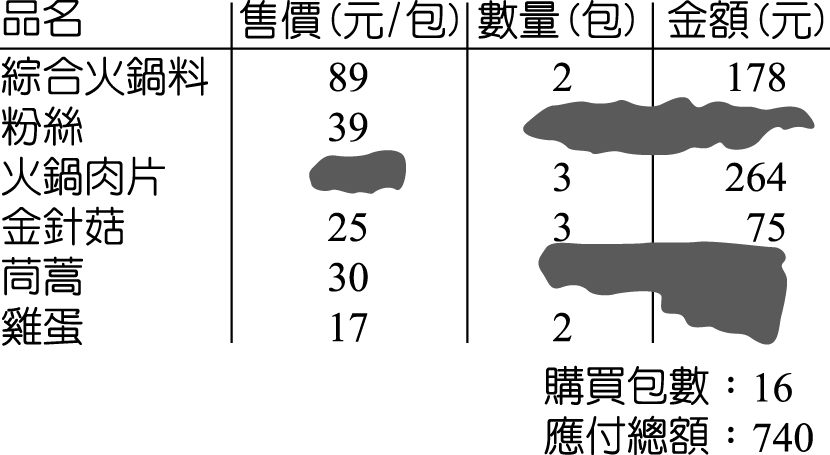 品名 售價(元/包) 數量(包) 金額(元)
綜合火鍋料 89 2 178
粉絲 39
火鍋肉片 3 264
金針菇 25 3 75
茼蒿 30
雞蛋 17 2
購買包數：16
應付總額：740